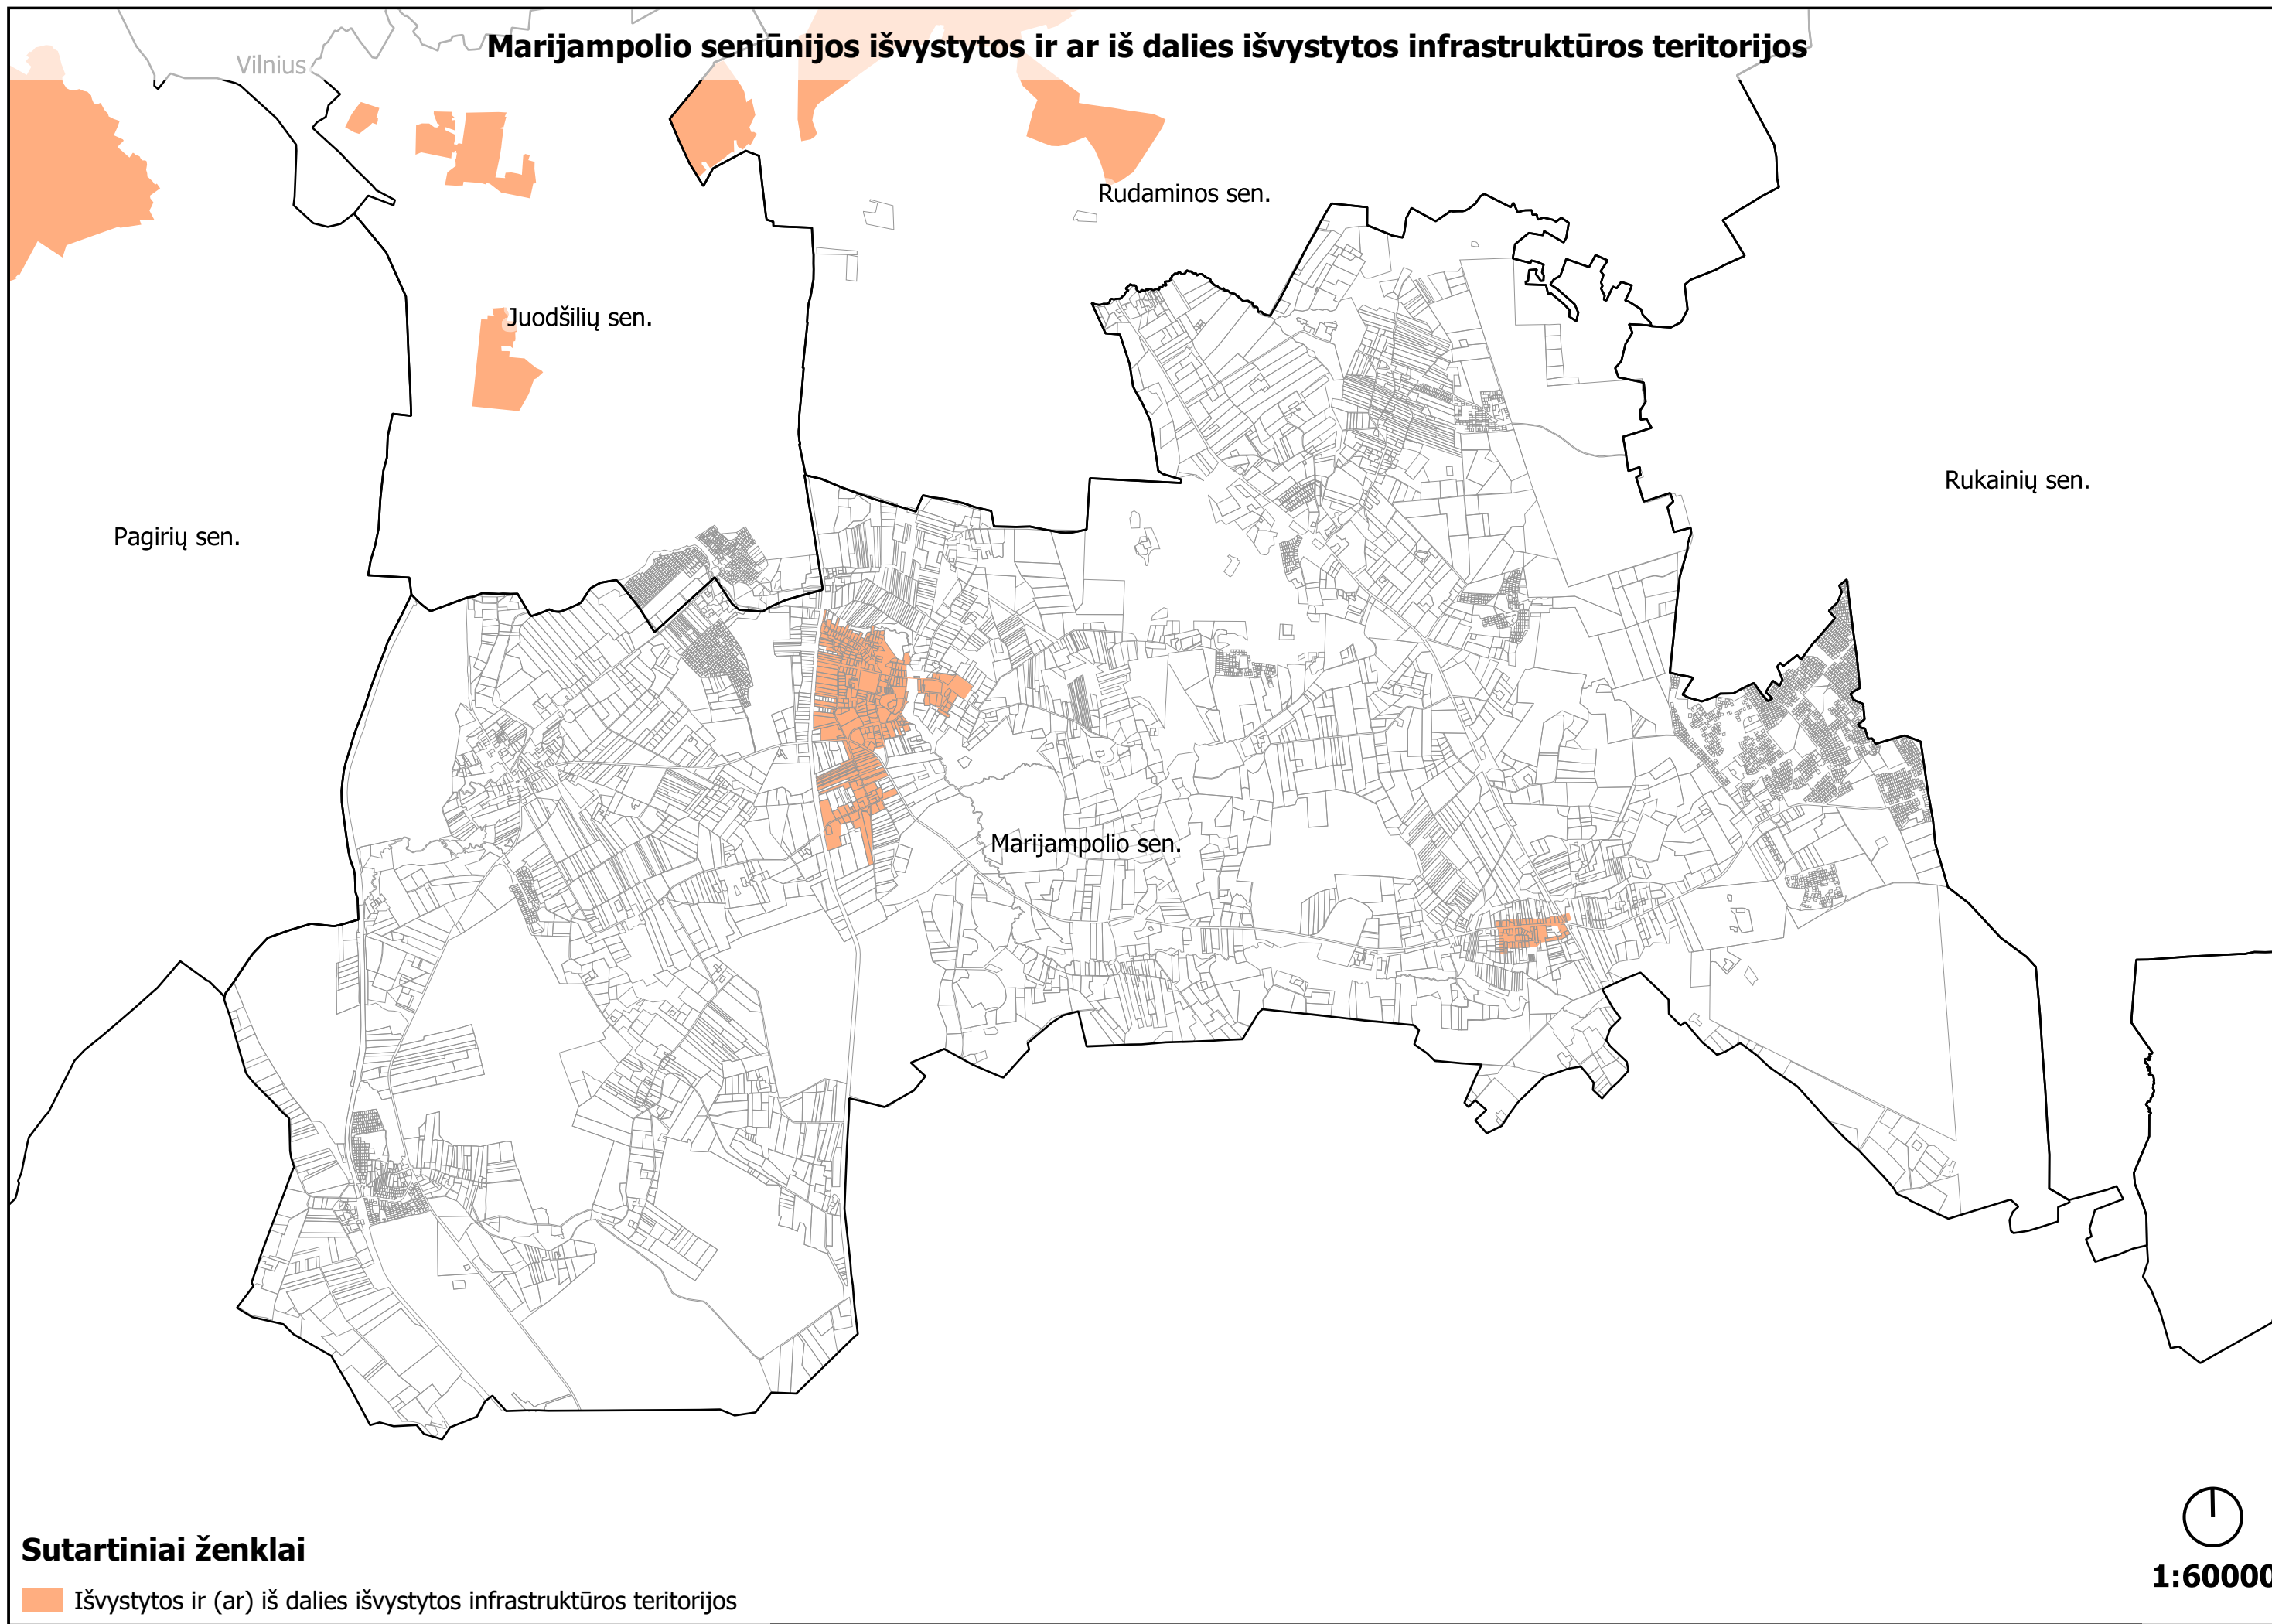 Marijampolio seniūnijos išvystytos ir ar iš dalies išvystytos infrastruktūros teritorijos
Vilnius
Rudaminos sen.
Juodšilių sen.
Rukainių sen.
Pagirių sen.
Marijampolio sen.
Sutartiniai ženklai
Išvystytos ir (ar) iš dalies išvystytos infrastruktūros teritorijos
1:60000